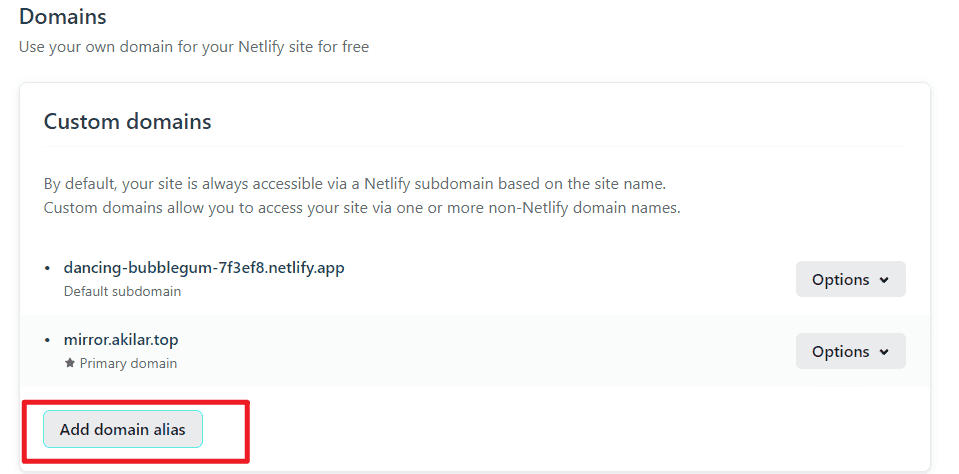 Domains
Use your own domain for your Netlify site for free
Custom domains
By default, your site is always accessible via a Netlify subdomain based on the site name.
Custom domains allow you to access your site via one or more non-Netlify domain names.
• dancing-bubblegum-7f3ef8.netlify.app
Default subdomain
Options
• mirror.akilar.top
★ Primary domain
Options
Add domain alias